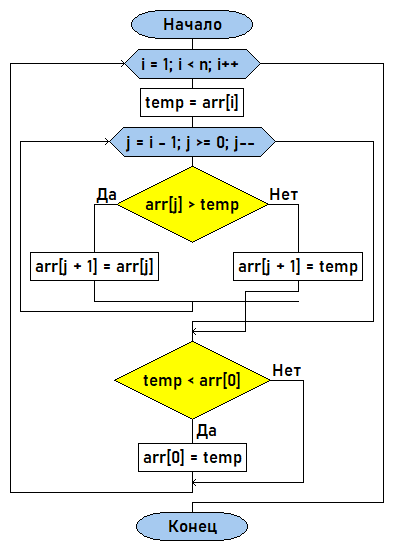 Начало
i = 1; i < n; i++
temp = arr[i]
j = i - 1; j >= 0; j--
Да
Нет
arr[j] > temp
arr[j + 1] = arr[j]
arr[j + 1] = temp
temp < arr[0]
Нет
Да
arr[0] = temp
Конец